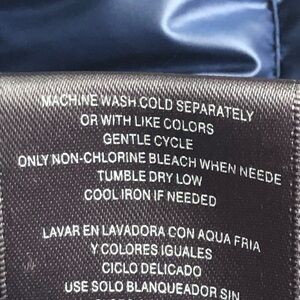 MACHINE WASH COLD SEPARATELY
OR WITH LIKE COLORS
GENTLE CYCLE
ONLY NON-CHLORINE BLEACH WHEN NEEDE
TUMBLE DRY LOW
COOL IRON IF NEEDED
LAVAR EN LAVADORA CON AQUA FRIA
Y COLORES IGUALES
CICLO DELICADO
USE SOLO BLANQUEADOR SIN